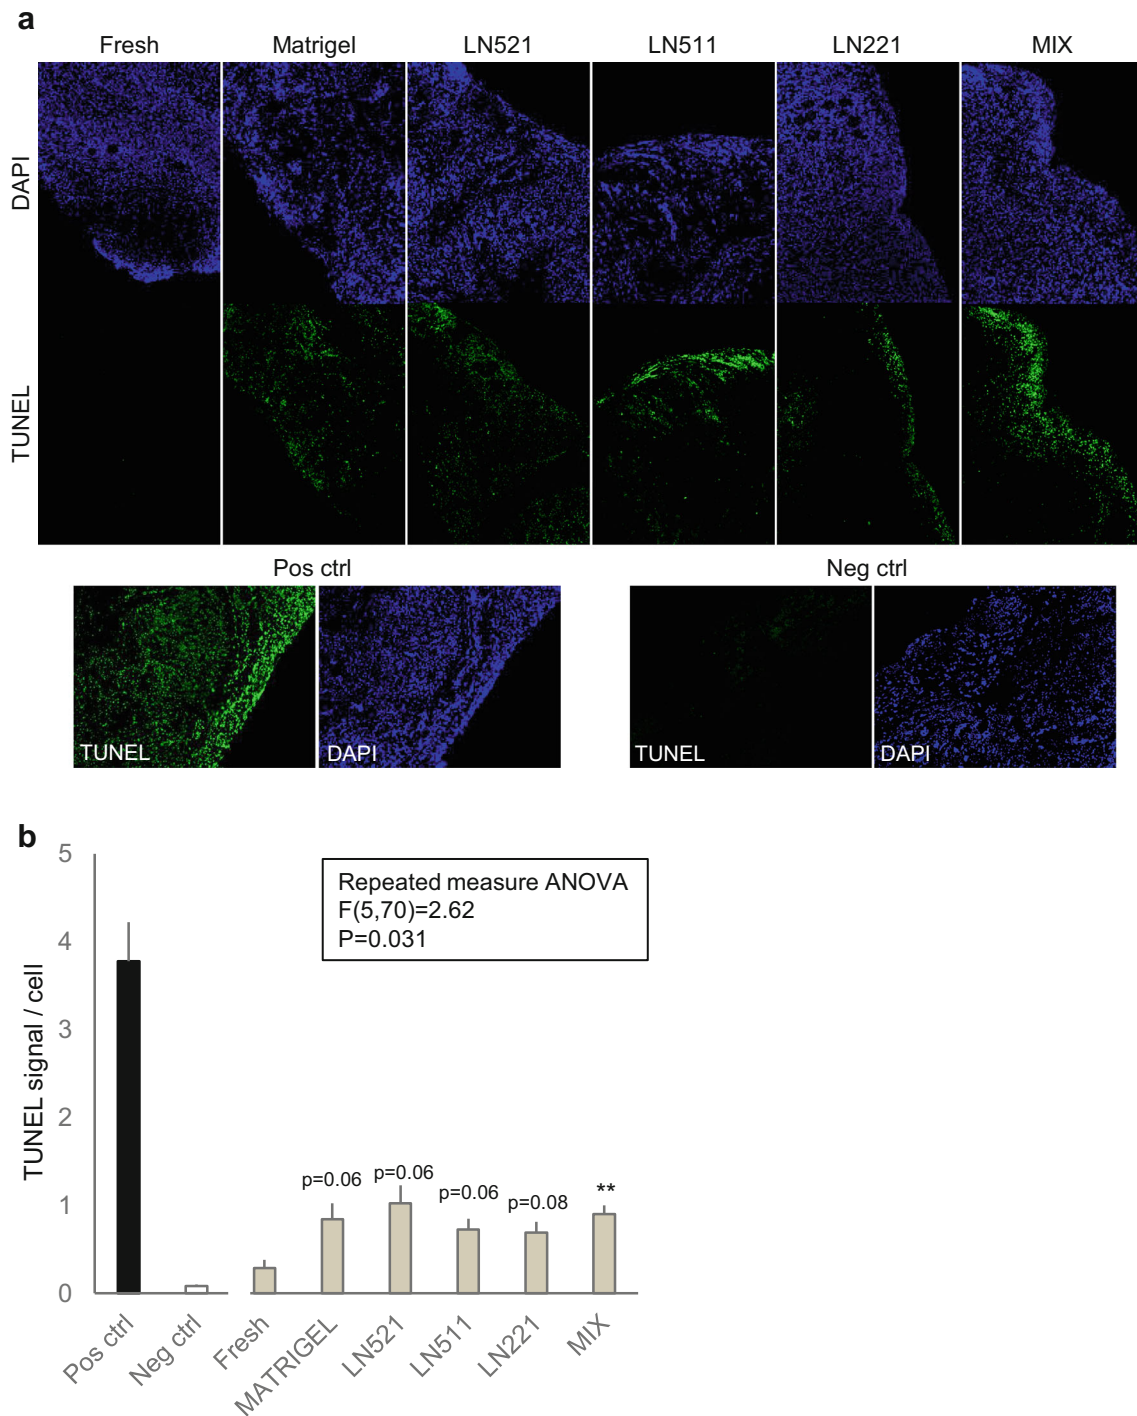 a
Fresh Matrigel LN521 LN511 LN221 MIX
DAPI
TUNEL
Pos ctrl Neg ctrl
TUNEL DAPI TUNEL DAPI
b
5
4
3
2
1
0
TUNEL signal / cell
Repeated measure ANOVA
F(5,70)=2.62
P=0.031
p=0.06 p=0.06 p=0.06 p=0.08 **
Pos ctrl Neg ctrl Fresh MATRIGEL LN521 LN511 LN221 MIX